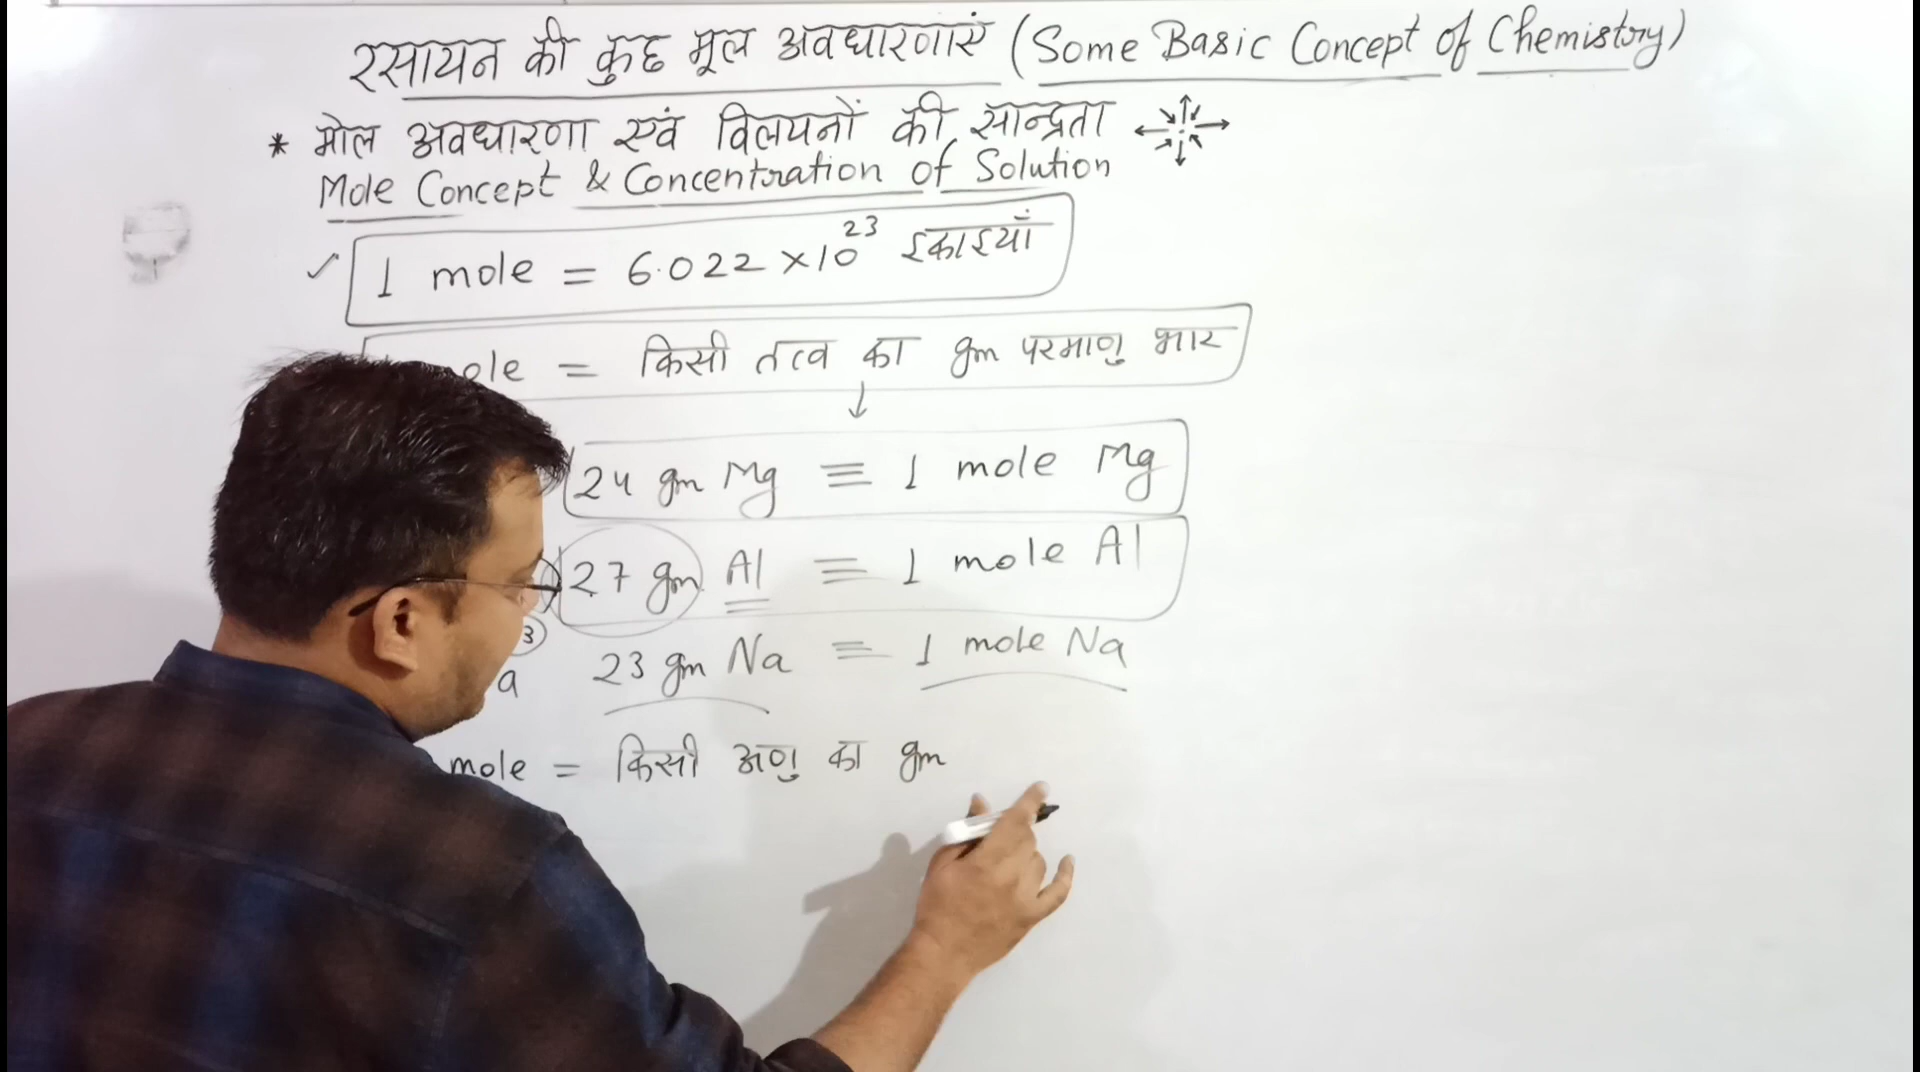 रसायन की कुछ मूल अवधारणाएं (Some Basic Concept of Chemistry)
* मोल अवधारणा एवं विलयनों की सान्द्रता
Mole Concept & Concentration of Solution
1 mole = 6.022 × 10²³ इकाइयाँ
ole = किसी तत्व का gm परमाणु भार
24 gm Mg ≡ 1 mole Mg
27 gm Al ≡ 1 mole Al
3
a 23 gm Na ≡ 1 mole Na
mole = किसी अणु का gm